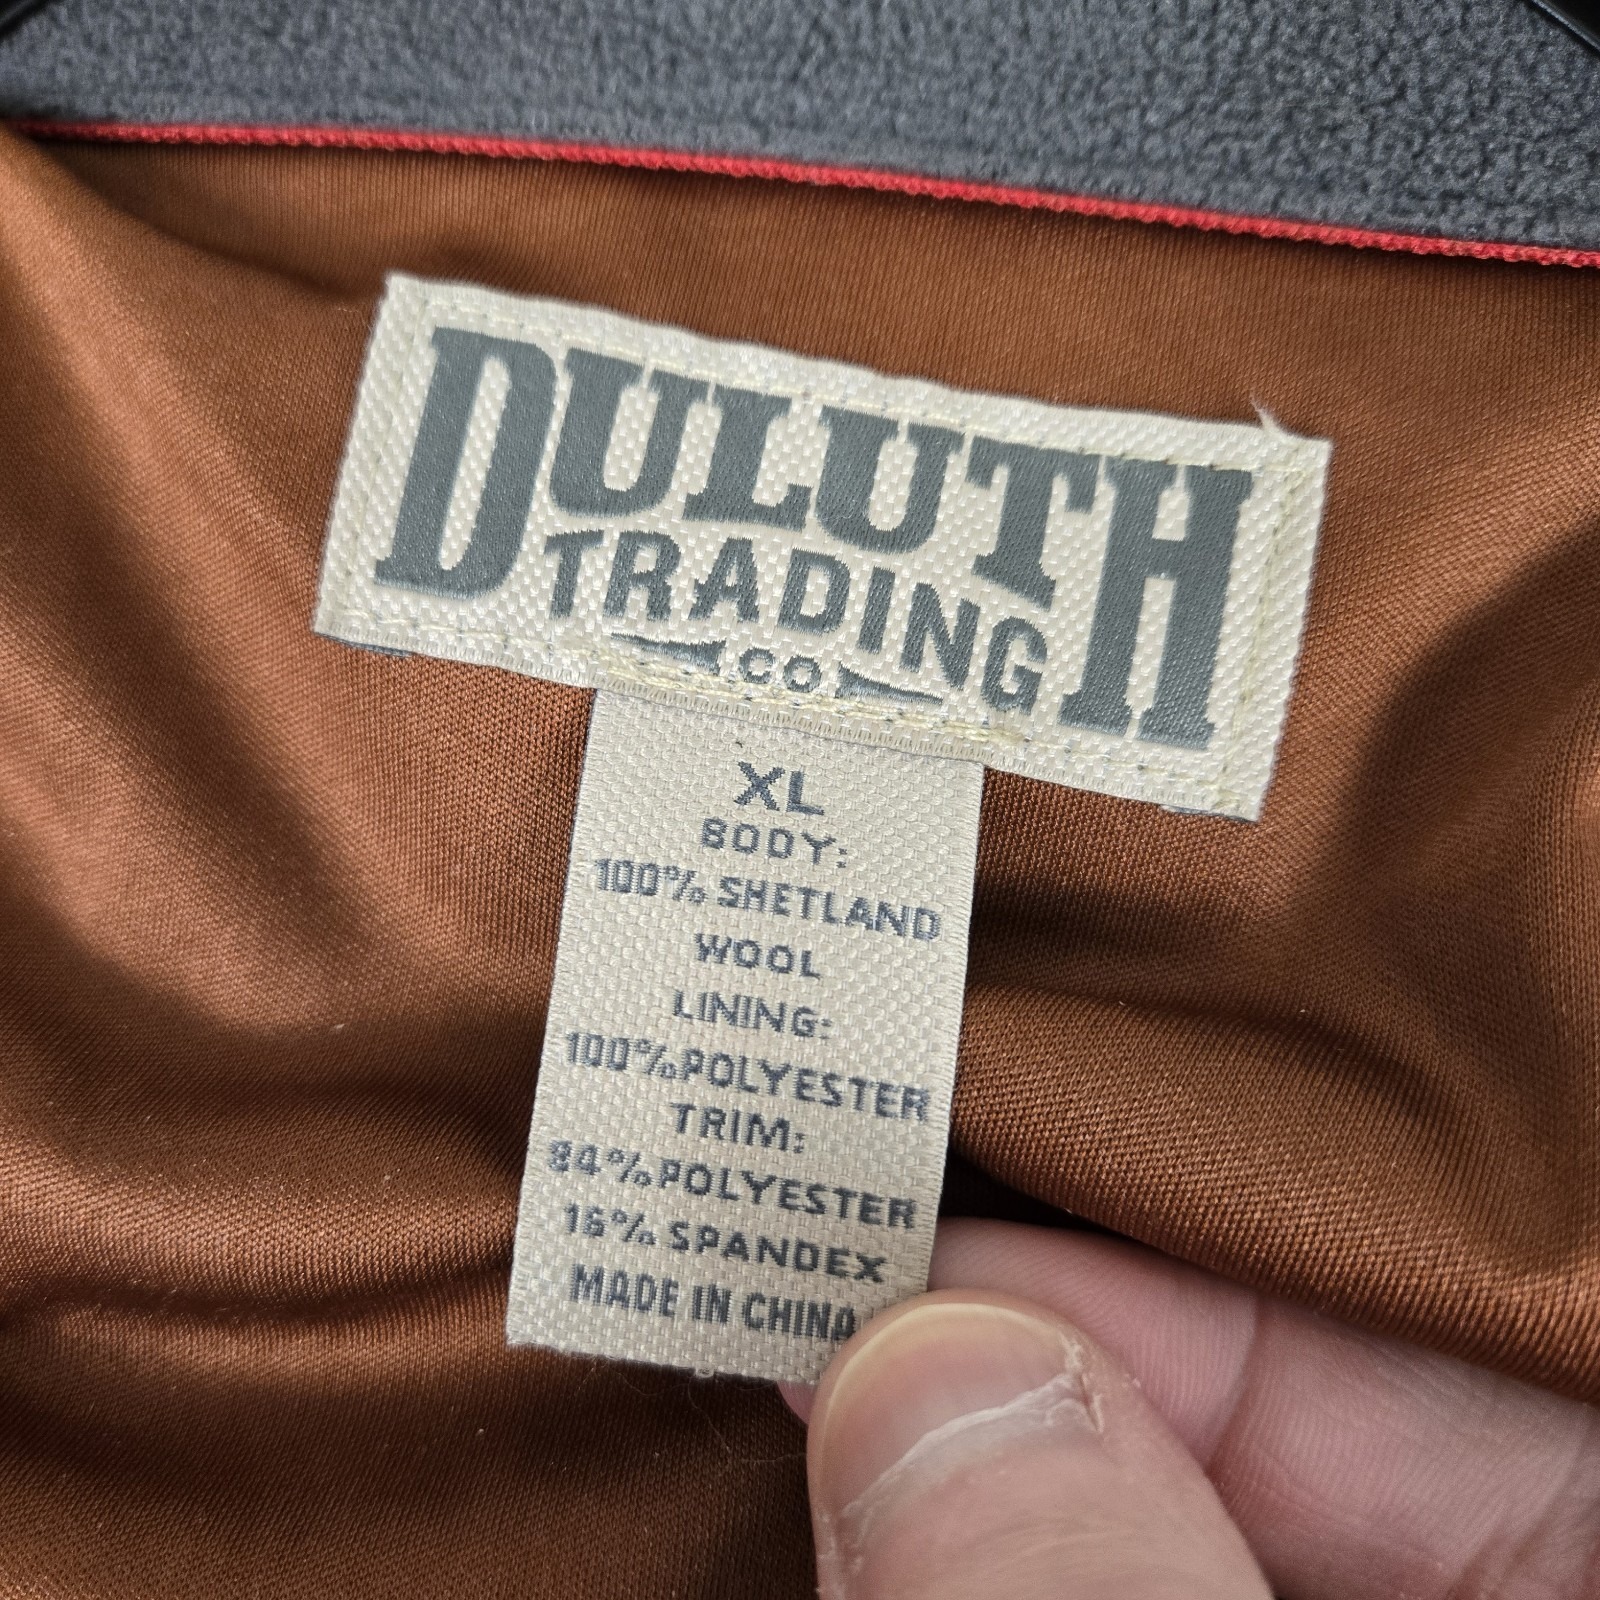 DULUTH
TRADING
CO
XL
BODY:
100% SHETLAND
WOOL
LINING:
100%POLYESTER
TRIM:
84%POLYESTER
16% SPANDEX
MADE IN CHINA